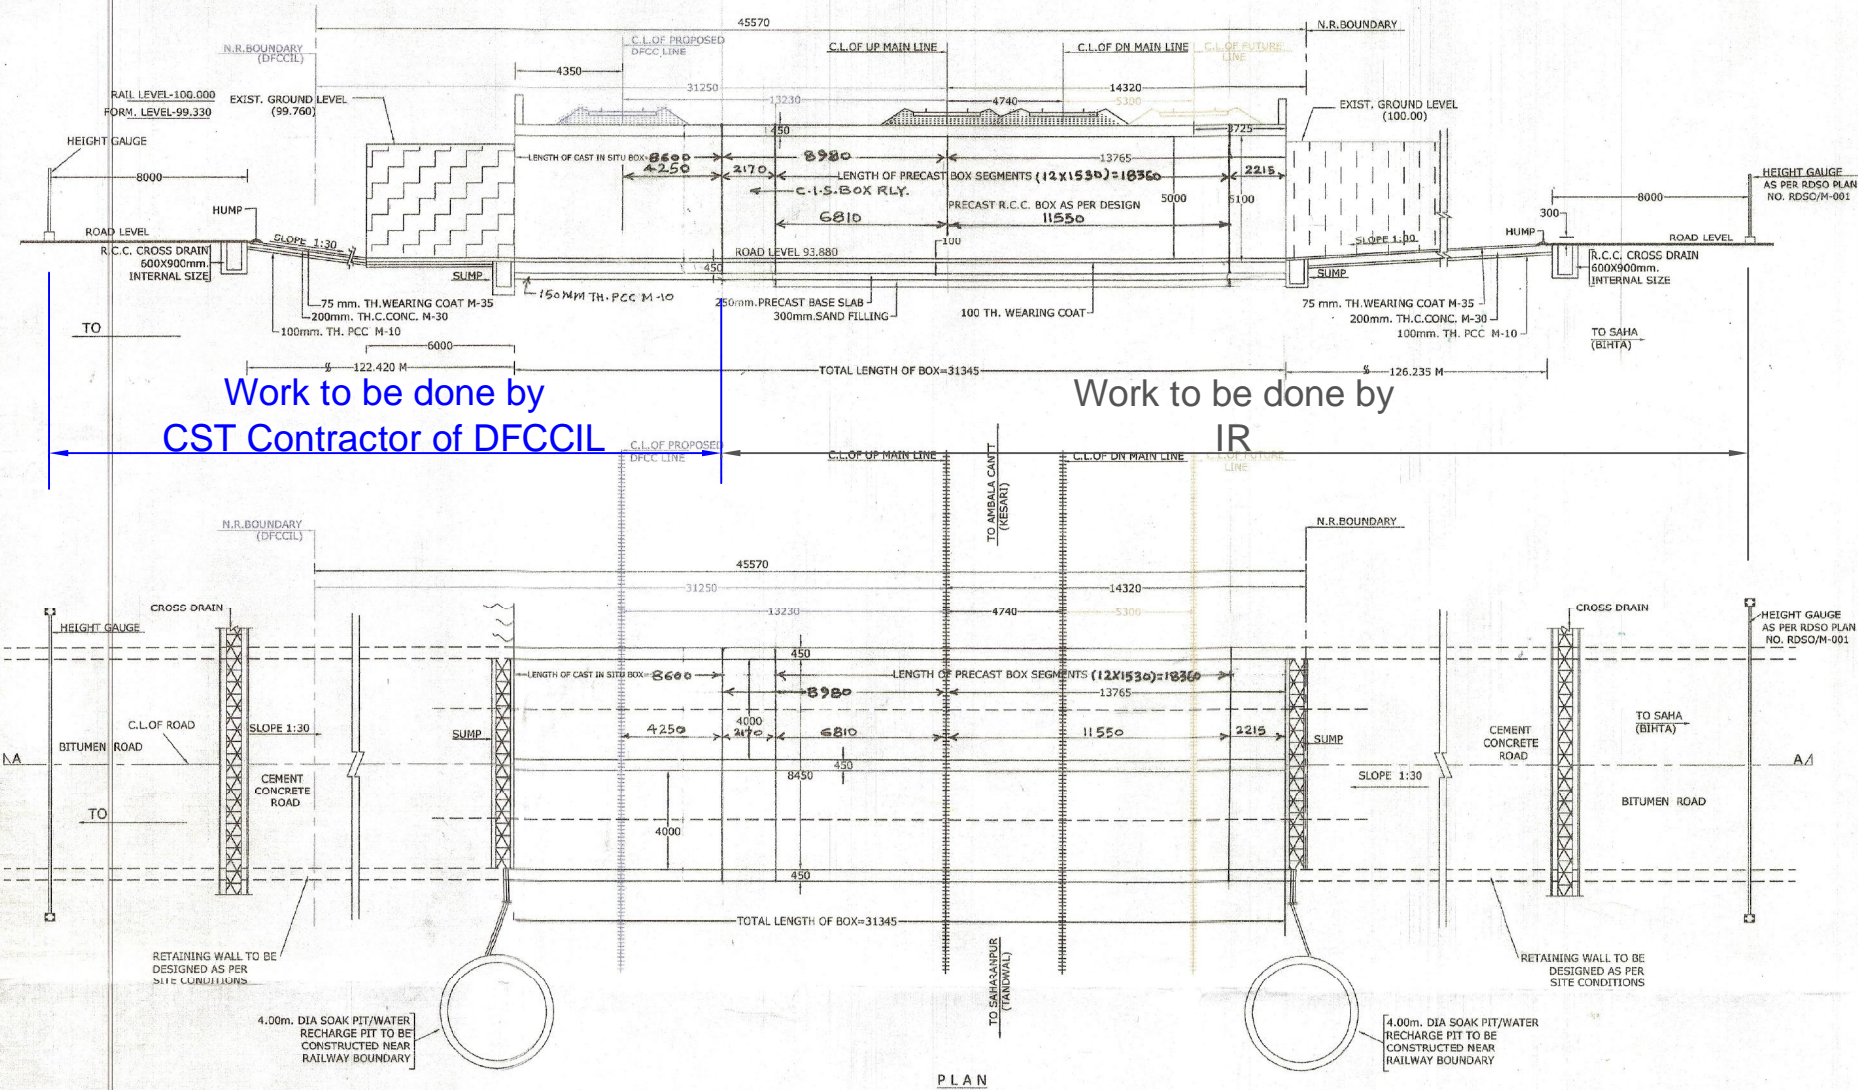 45570
N.R.BOUNDARY
N.R.BOUNDARY
(DFCCIL)
C.L.OF PROPOSED
DFCC LINE
C.L.OF UP MAIN LINE
C.L.OF DN MAIN LINE
C.L.OF FUTURE
LINE
4350
31250
14320
RAIL LEVEL-100.000
FORM. LEVEL-99.330
EXIST. GROUND LEVEL
(99.760)
13230
4740
5300
EXIST. GROUND LEVEL
(100.00)
HEIGHT GAUGE
450
3725
LENGTH OF CAST IN SITU BOX=8600
8980
13765
8000
4250
2170
LENGTH OF PRECAST BOX SEGMENTS (12X1530)=18360
2215
HEIGHT GAUGE
AS PER RDSO PLAN
NO. RDSO/M-001
C.I.S.BOX RLY.
8000
PRECAST R.C.C. BOX AS PER DESIGN
5000
5100
HUMP
6810
11550
300
HUMP
ROAD LEVEL
SLOPE 1:30
100
SLOPE 1:30
ROAD LEVEL
R.C.C. CROSS DRAIN
600X900mm.
INTERNAL SIZE
ROAD LEVEL 93.880
R.C.C. CROSS DRAIN
600X900mm.
INTERNAL SIZE
SUMP
450
SUMP
150MM TH. PCC M-10
250mm.PRECAST BASE SLAB
300mm.SAND FILLING
100 TH. WEARING COAT
75 mm. TH.WEARING COAT M-35
200mm. TH.C.CONC. M-30
100mm. TH. PCC M-10
75 mm. TH.WEARING COAT M-35
200mm. TH.C.CONC. M-30
100mm. TH. PCC M-10
TO
TO SAHA
(BIHTA)
6000
122.420 M
TOTAL LENGTH OF BOX=31345
126.235 M
Work to be done by
CST Contractor of DFCCIL
Work to be done by
IR
C.L.OF PROPOSED
DFCC LINE
C.L.OF UP MAIN LINE
TO AMBALA CANTT
(KESARI)
C.L.OF DN MAIN LINE
C.L.OF FUTURE
LINE
N.R.BOUNDARY
(DFCCIL)
N.R.BOUNDARY
45570
31250
14320
13230
4740
5300
CROSS DRAIN
CROSS DRAIN
HEIGHT GAUGE
HEIGHT GAUGE
AS PER RDSO PLAN
NO. RDSO/M-001
450
LENGTH OF CAST IN SITU BOX=8600
LENGTH OF PRECAST BOX SEGMENTS (12X1530)=18360
8980
13765
C.L.OF ROAD
SLOPE 1:30
4000
TO SAHA
(BIHTA)
BITUMEN ROAD
SUMP
4250
2170
6810
11550
2215
SUMP
CEMENT
CONCRETE
ROAD
450
8450
CEMENT
CONCRETE
ROAD
SLOPE 1:30
BITUMEN ROAD
TO
4000
450
TOTAL LENGTH OF BOX=31345
RETAINING WALL TO BE
DESIGNED AS PER
SITE CONDITIONS
TO SAHARANPUR
(TANDWAL)
RETAINING WALL TO BE
DESIGNED AS PER
SITE CONDITIONS
4.00m. DIA SOAK PIT/WATER
RECHARGE PIT TO BE
CONSTRUCTED NEAR
RAILWAY BOUNDARY
4.00m. DIA SOAK PIT/WATER
RECHARGE PIT TO BE
CONSTRUCTED NEAR
RAILWAY BOUNDARY
PLAN